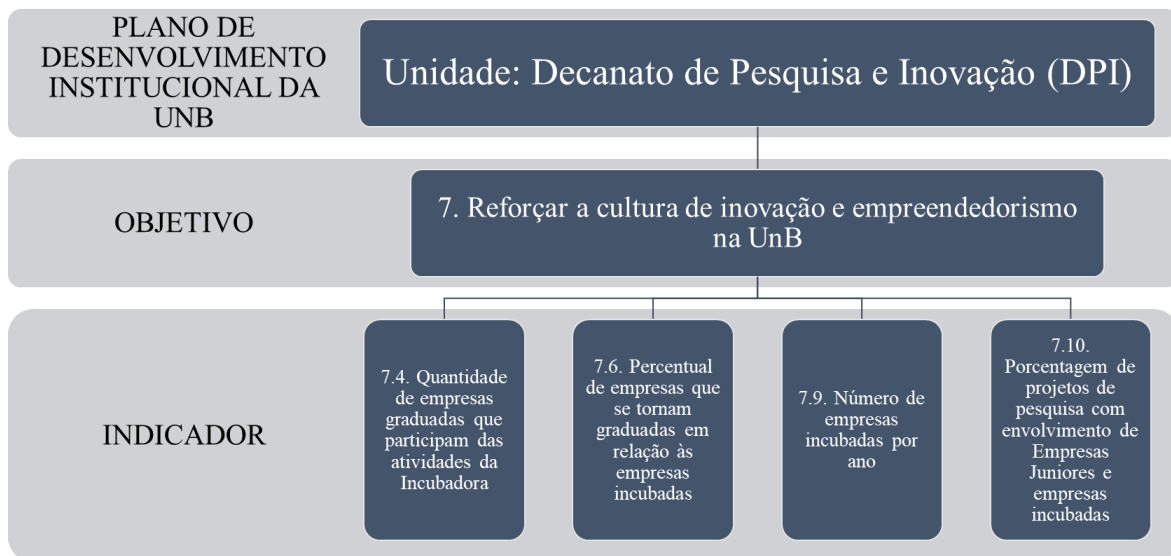 PLANO DE
DESENVOLVIMENTO
INSTITUCIONAL DA
UNB
Unidade: Decanato de Pesquisa e Inovação (DPI)
OBJETIVO
7. Reforçar a cultura de inovação e empreendedorismo
na UnB
INDICADOR
7.4. Quantidade
de empresas
graduadas que
participam das
atividades da
Incubadora
7.6. Percentual
de empresas que
se tornam
graduadas em
relação às
empresas
incubadas
7.9. Número de
empresas
incubadas por
ano
7.10.
Porcentagem de
projetos de
pesquisa com
envolvimento de
Empresas
Juniores e
empresas
incubadas